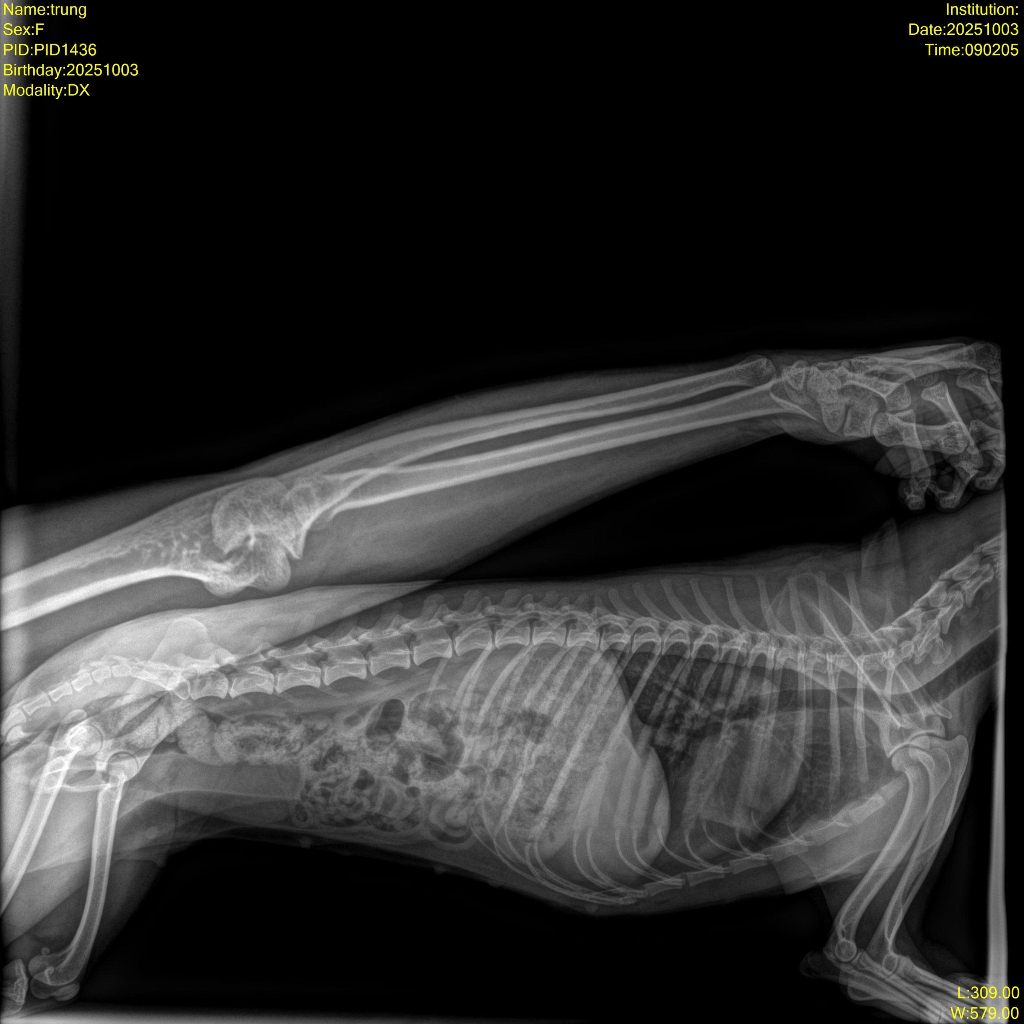 Name:trung
Sex:F
PID:PID1436
Birthday:20251003
Modality:DX
Institution:
Date:20251003
Time:090205
L:309.00
W:579.00